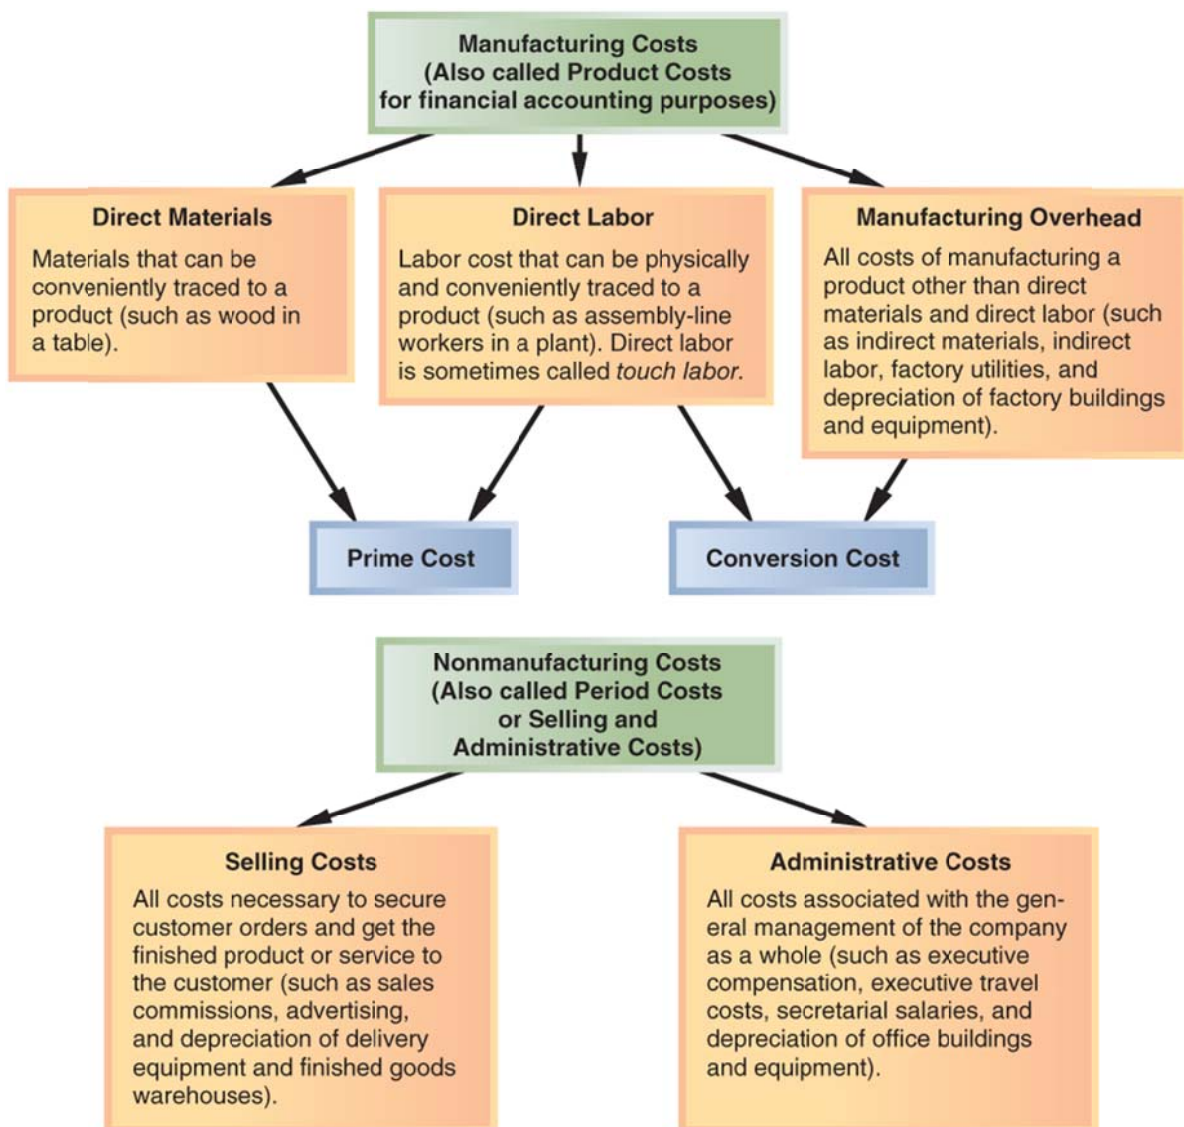 Manufacturing Costs
(Also called Product Costs
for financial accounting purposes)
Direct Materials
Materials that can be
conveniently traced to a
product (such as wood in
a table).
Direct Labor
Labor cost that can be physically
and conveniently traced to a
product (such as assembly-line
workers in a plant). Direct labor
is sometimes called touch labor.
Manufacturing Overhead
All costs of manufacturing a
product other than direct
materials and direct labor (such
as indirect materials, indirect
labor, factory utilities, and
depreciation of factory buildings
and equipment).
Prime Cost
Conversion Cost
Nonmanufacturing Costs
(Also called Period Costs
or Selling and
Administrative Costs)
Selling Costs
All costs necessary to secure
customer orders and get the
finished product or service to
the customer (such as sales
commissions, advertising,
and depreciation of delivery
equipment and finished goods
warehouses).
Administrative Costs
All costs associated with the gen-
eral management of the company
as a whole (such as executive
compensation, executive travel
costs, secretarial salaries, and
depreciation of office buildings
and equipment).